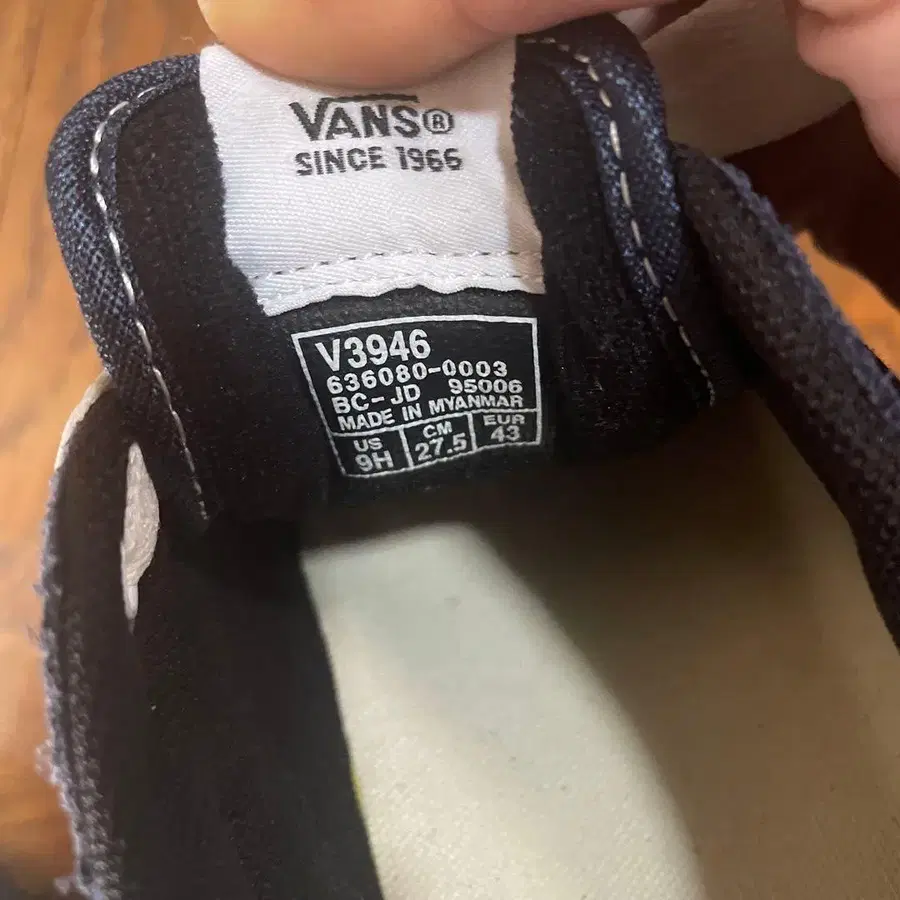 VANS®
SINCE 1966
V3946
636080-0003
BC-JD 95006
MADE IN MYANMAR
US CM EUR
9H 27.5 43